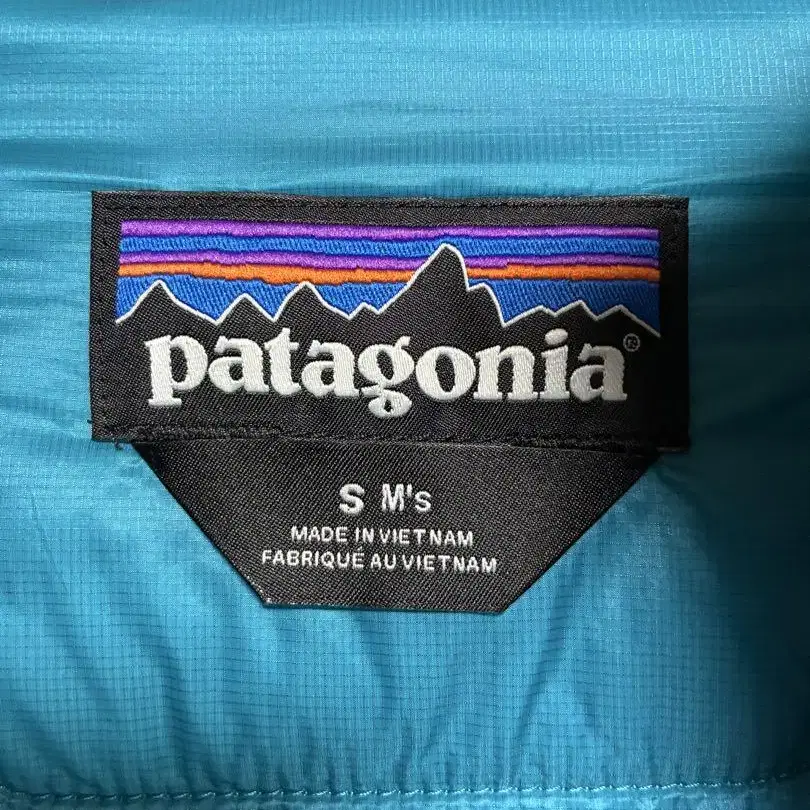 patagonia®
S M's
MADE IN VIETNAM
FABRIQUÉ AU VIETNAM